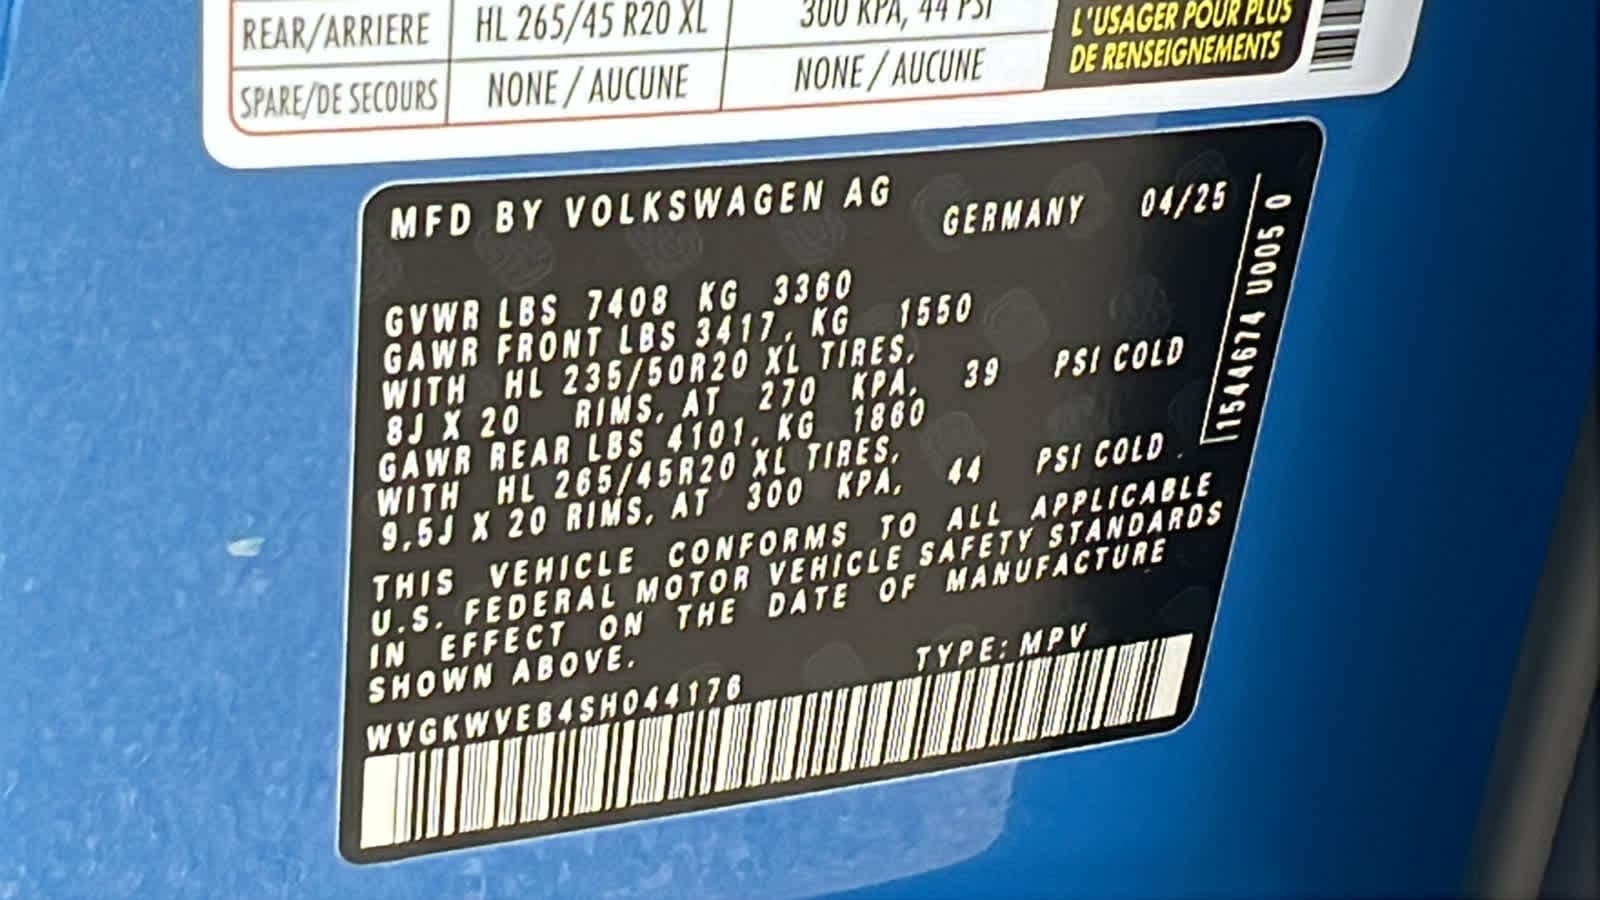 REAR/ARRIERE HL 265/45 R20 XL 300 KPA, 44 PSI
SPARE/DE SECOURS NONE / AUCUNE NONE / AUCUNE
L'USAGER POUR PLUS
DE RENSEIGNEMENTS
MFD BY VOLKSWAGEN AG GERMANY 04/25
GVWR LBS 7408 KG 3360
GAWR FRONT LBS 3417, KG 1550
WITH HL 235/50R20 XL TIRES,
8J X 20 RIMS, AT 270 KPA, 39 PSI COLD
GAWR REAR LBS 4101, KG 1860
WITH HL 265/45R20 XL TIRES,
9,5J X 20 RIMS, AT 300 KPA, 44 PSI COLD.
THIS VEHICLE CONFORMS TO ALL APPLICABLE
U.S. FEDERAL MOTOR VEHICLE SAFETY STANDARDS
IN EFFECT ON THE DATE OF MANUFACTURE
SHOWN ABOVE.
TYPE: MPV
WVGKWVEB4SH044176
1544674 U005 0